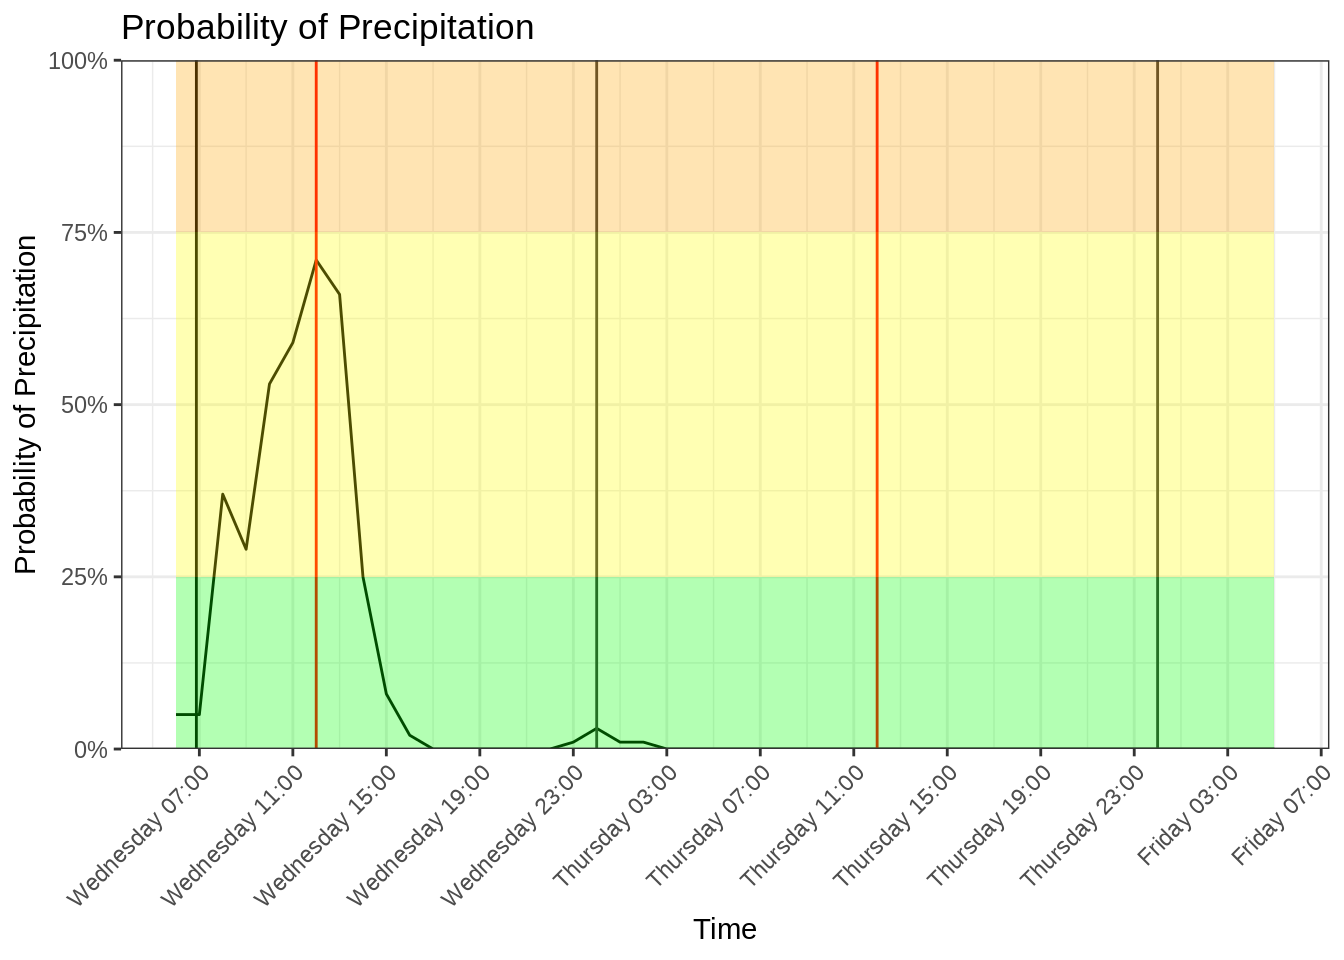 Probability of Precipitation
Probability of Precipitation
100%
75%
50%
25%
0%
Wednesday 07:00
Wednesday 11:00
Wednesday 15:00
Wednesday 19:00
Wednesday 23:00
Thursday 03:00
Thursday 07:00
Thursday 11:00
Thursday 15:00
Thursday 19:00
Thursday 23:00
Friday 03:00
Friday 07:00
Time